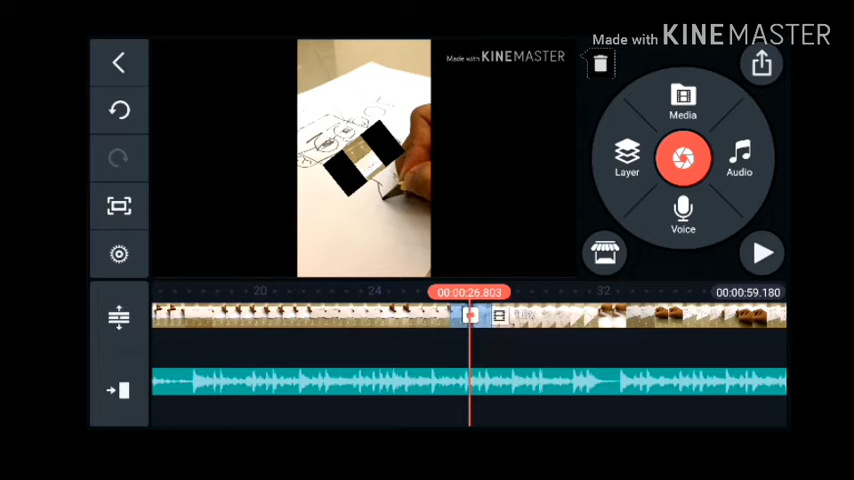 Made with KINEMASTER
Made with KINEMASTER
Media
Layer
Audio
Voice
20
24
00:00:26.803
32
00:00:59.180